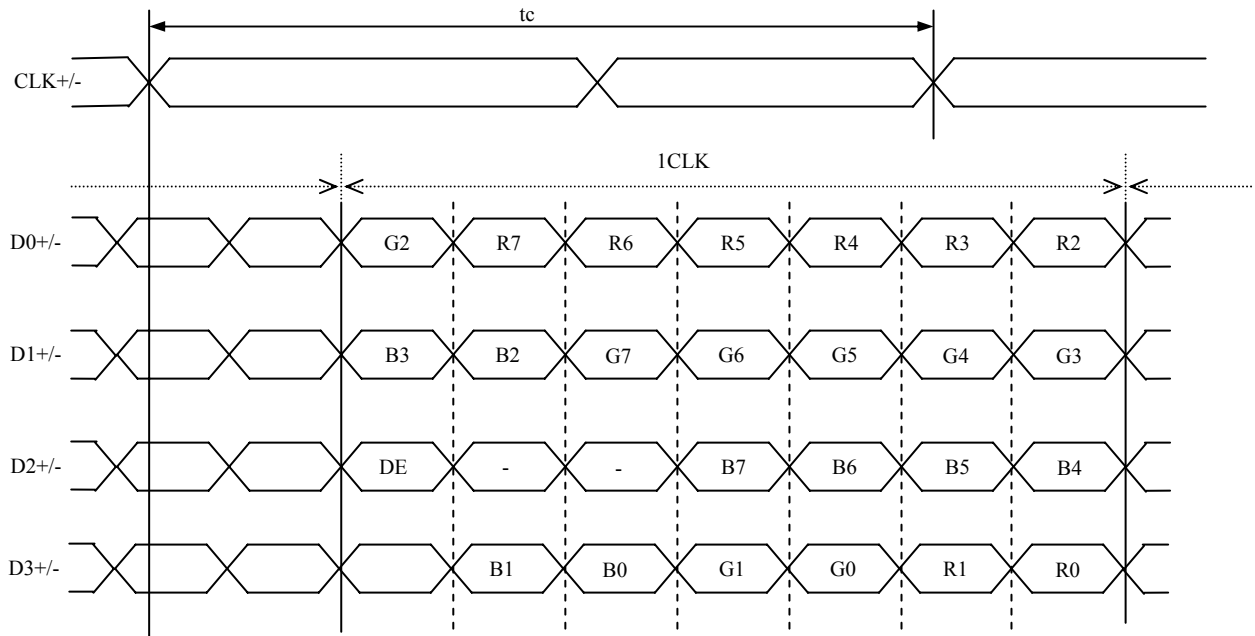 tc
CLK+/-
1CLK
D0+/- G2 R7 R6 R5 R4 R3 R2
D1+/- B3 B2 G7 G6 G5 G4 G3
D2+/- DE - - B7 B6 B5 B4
D3+/- B1 B0 G1 G0 R1 R0